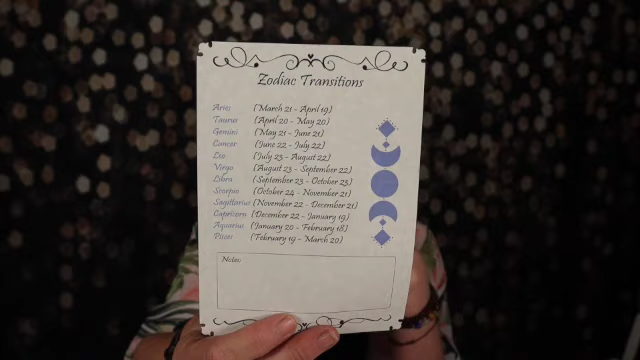 Zodiac Transitions
Aries (March 21 - April 19)
Taurus (April 20 - May 20)
Gemini (May 21 - June 21)
Cancer (June 22 - July 22)
Leo (July 23 - August 22)
Virgo (August 23 - September 22)
Libra (September 23 - October 23)
Scorpio (October 24 - November 21)
Sagittarius (November 22 - December 21)
Capricorn (December 22 - January 19)
Aquarius (January 20 - February 18)
Pisces (February 19 - March 20)
Notes: